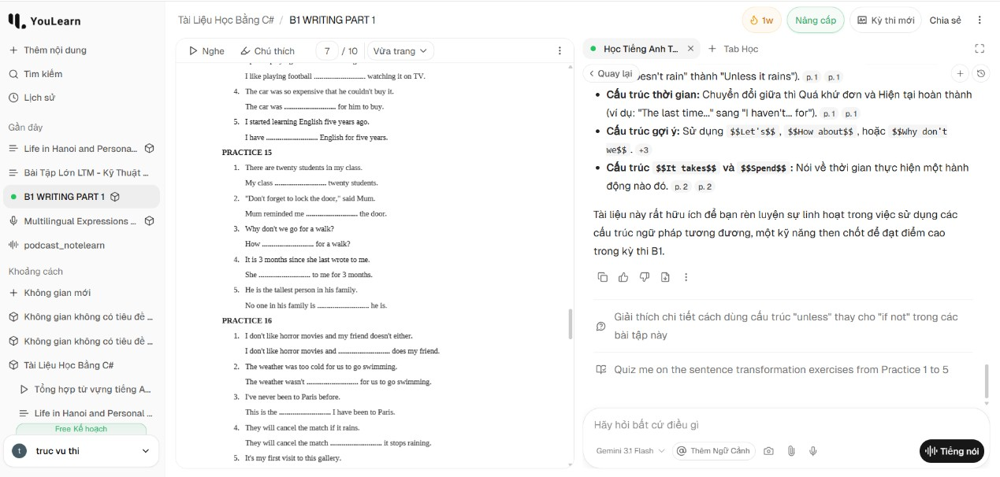 YouLearn
Thêm nội dung
Tìm kiếm
Lịch sử
Gần đây
Life in Hanoi and Persona...
Bài Tập Lớn LTM - Kỹ Thuật ...
B1 WRITING PART 1
Multilingual Expressions ...
podcast_notelearn
Khoảng cách
Không gian mới
Không gian không có tiêu đề ...
Không gian không có tiêu đề ...
Tài Liệu Học Bằng C#
Tổng hợp từ vựng tiếng A...
Life in Hanoi and Personal ...
Free Kế hoạch
t truc vu thi
Tài Liệu Học Bằng C# / B1 WRITING PART 1
1w Nâng cấp Kỳ thi mới Chia sẻ
Nghe Chú thích 7 / 10 Vừa trang
I like playing football .......................... watching it on TV.
4. The car was so expensive that he couldn't buy it.
The car was .......................... for him to buy.
5. I started learning English five years ago.
I have .......................... English for five years.
PRACTICE 15
1. There are twenty students in my class.
My class .......................... twenty students.
2. "Don't forget to lock the door," said Mum.
Mum reminded me .......................... the door.
3. Why don't we go for a walk?
How .......................... for a walk?
4. It is 3 months since she last wrote to me.
She .......................... to me for 3 months.
5. He is the tallest person in his family.
No one in his family is .......................... he is.
PRACTICE 16
1. I don't like horror movies and my friend doesn't either.
I don't like horror movies and .......................... does my friend.
2. The weather was too cold for us to go swimming.
The weather wasn't .......................... for us to go swimming.
3. I've never been to Paris before.
This is the .......................... I have been to Paris.
4. They will cancel the match if it rains.
They will cancel the match .......................... it stops raining.
5. It's my first visit to this gallery.
Học Tiếng Anh T... Tab Học
Quay lại
esn't rain" thành "Unless it rains"). p. 1 p. 1
• Cấu trúc thời gian: Chuyển đổi giữa thì Quá khứ đơn và Hiện tại hoàn thành
(ví dụ: "The last time..." sang "I haven't... for"). p. 1 p. 1
• Cấu trúc gợi ý: Sử dụng $$Let's$$ , $$How about$$ , hoặc $$Why don't
we$$ . +3
• Cấu trúc $$It takes$$ và $$Spend$$ : Nói về thời gian thực hiện một hành
động nào đó. p. 2 p. 2
Tài liệu này rất hữu ích để bạn rèn luyện sự linh hoạt trong việc sử dụng các
cấu trúc ngữ pháp tương đương, một kỹ năng then chốt để đạt điểm cao
trong kỳ thi B1.
Giải thích chi tiết cách dùng cấu trúc "unless" thay cho "if not" trong các
bài tập này
Quiz me on the sentence transformation exercises from Practice 1 to 5
Hãy hỏi bất cứ điều gì
Gemini 3.1 Flash @ Thêm Ngữ Cảnh Tiếng nói